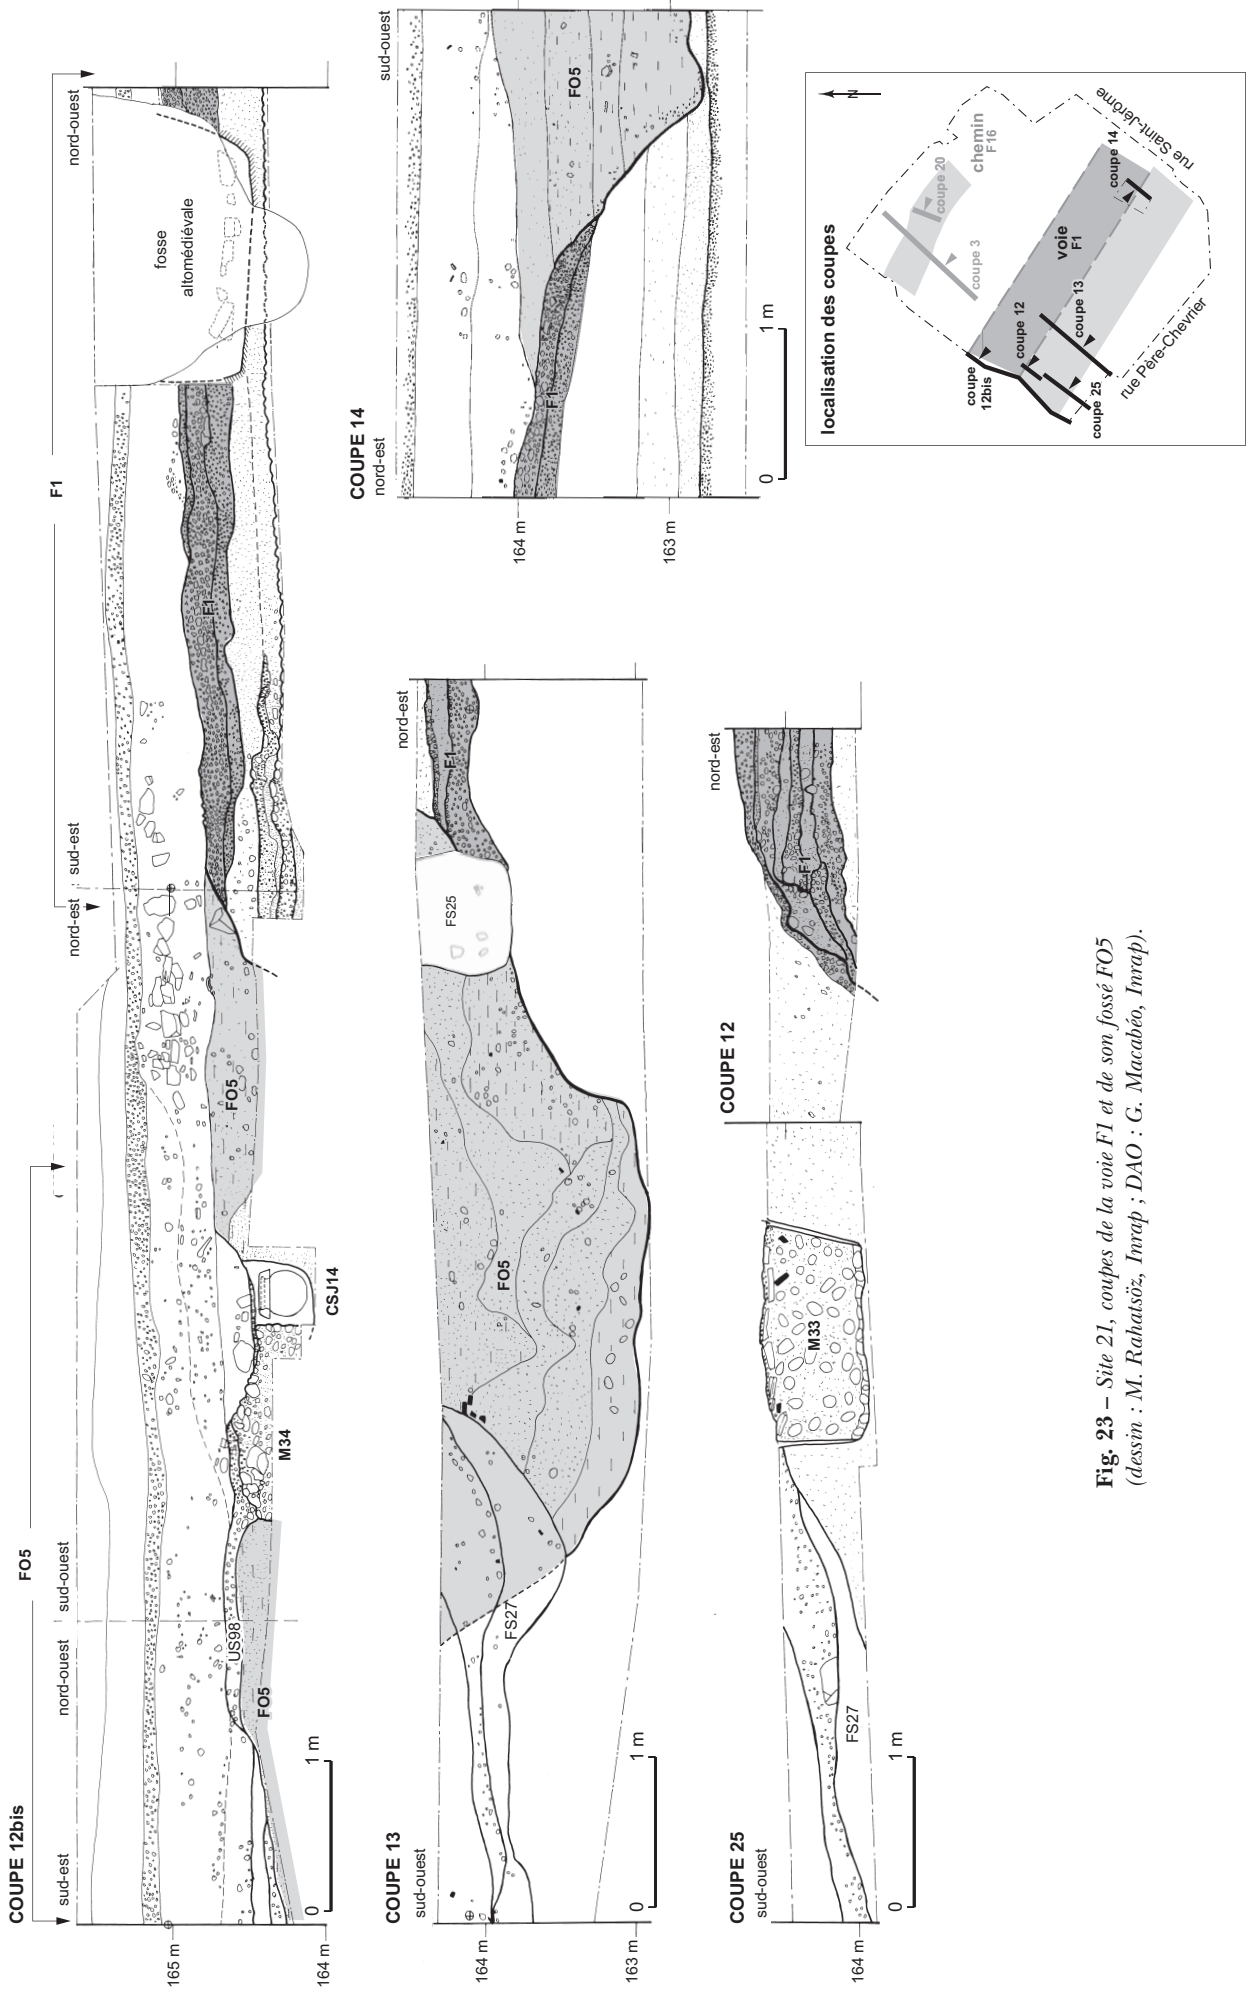 COUPE 12bis
sud-est
nord-ouest
sud-ouest
nord-est
sud-est
nord-ouest
FO5
F1
165 m
164 m
0
1 m
FO5
US98
M34
CSJ14
FO5
F1
fosse
altomédiévale
COUPE 13
sud-ouest
nord-est
164 m
163 m
0
1 m
FS27
FO5
FS25
F1
COUPE 14
nord-est
sud-ouest
164 m
163 m
0
1 m
F1
FO5
COUPE 25
sud-ouest
164 m
0
1 m
FS27
M33
COUPE 12
nord-est
F1
localisation des coupes
N
coupe
12bis
coupe 12
coupe 13
coupe 25
coupe 14
coupe 3
coupe 20
chemin
F16
voie
F1
rue Père-Chevrier
rue Saint-Jérôme
Fig. 23 – Site 21, coupes de la voie F1 et de son fossé FO5
(dessin : M. Rahatsöz, Inrap ; DAO : G. Macabéo, Inrap).